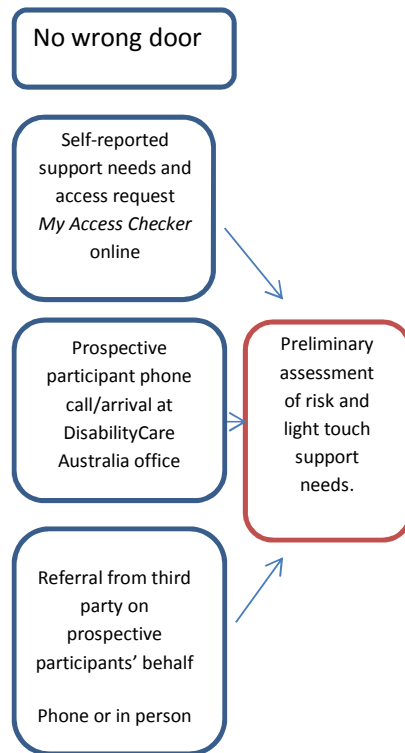 No wrong door
Self-reported
support needs and
access request
My Access Checker
online
Prospective
participant phone
call/arrival at
DisabilityCare
Australia office
Preliminary
assessment
of risk and
light touch
support
needs.
Referral from third
party on
prospective
participants’ behalf
Phone or in person